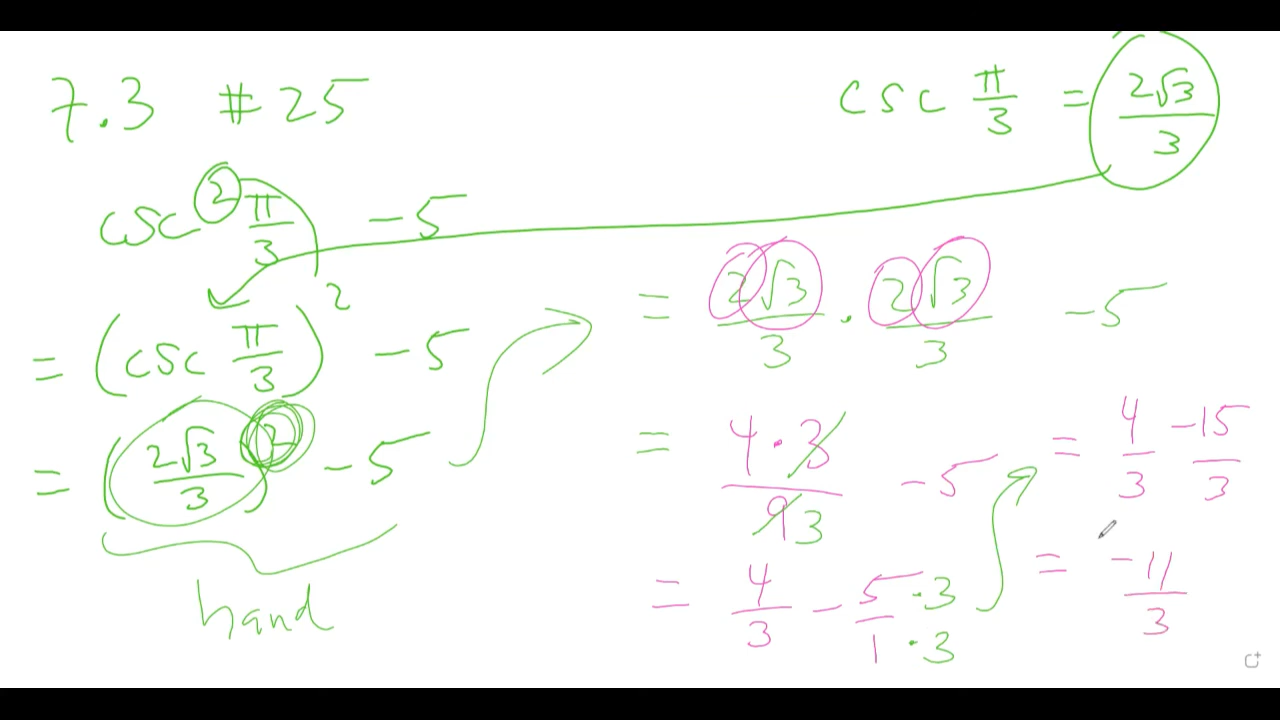 7.3 #25
csc π/3 = 2√3/3
csc² π/3 - 5
= (csc π/3)² - 5
= (2√3/3)² - 5
hand
= 2√3/3 · 2√3/3 - 5
= 4·3/9 3 - 5
= 4/3 - 5·3/1·3
= 4/3 - 15/3
= -11/3